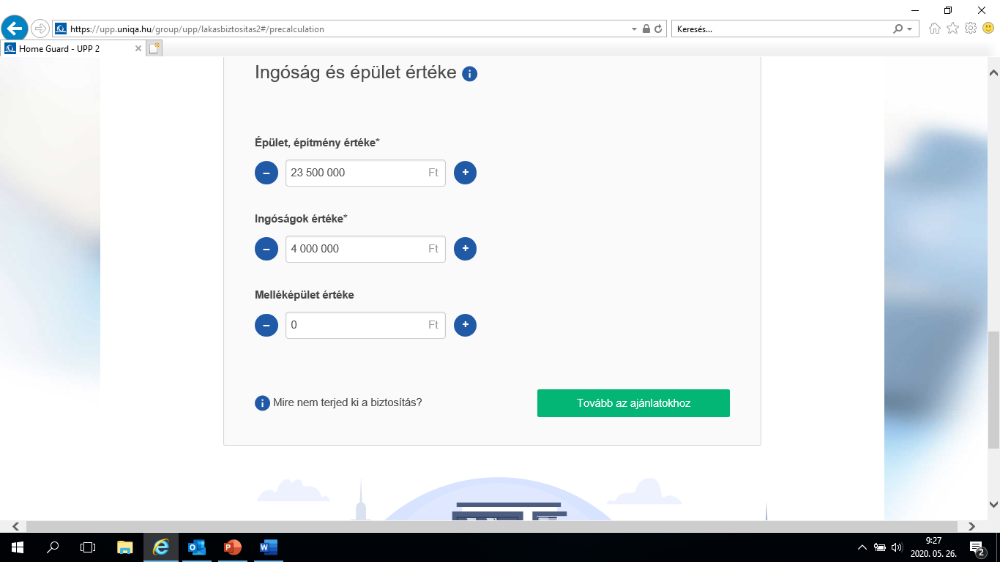 https://upp.uniqa.hu/group/upp/lakasbiztositas2#/precalculation
Keresés...
Home Guard - UPP 2
Ingóság és épület értéke i
Épület, építmény értéke*
– 23 500 000 Ft +
Ingóságok értéke*
– 4 000 000 Ft +
Melléképület értéke
– 0 Ft +
i Mire nem terjed ki a biztosítás?
Tovább az ajánlatokhoz
9:27
2020. 05. 26.
2